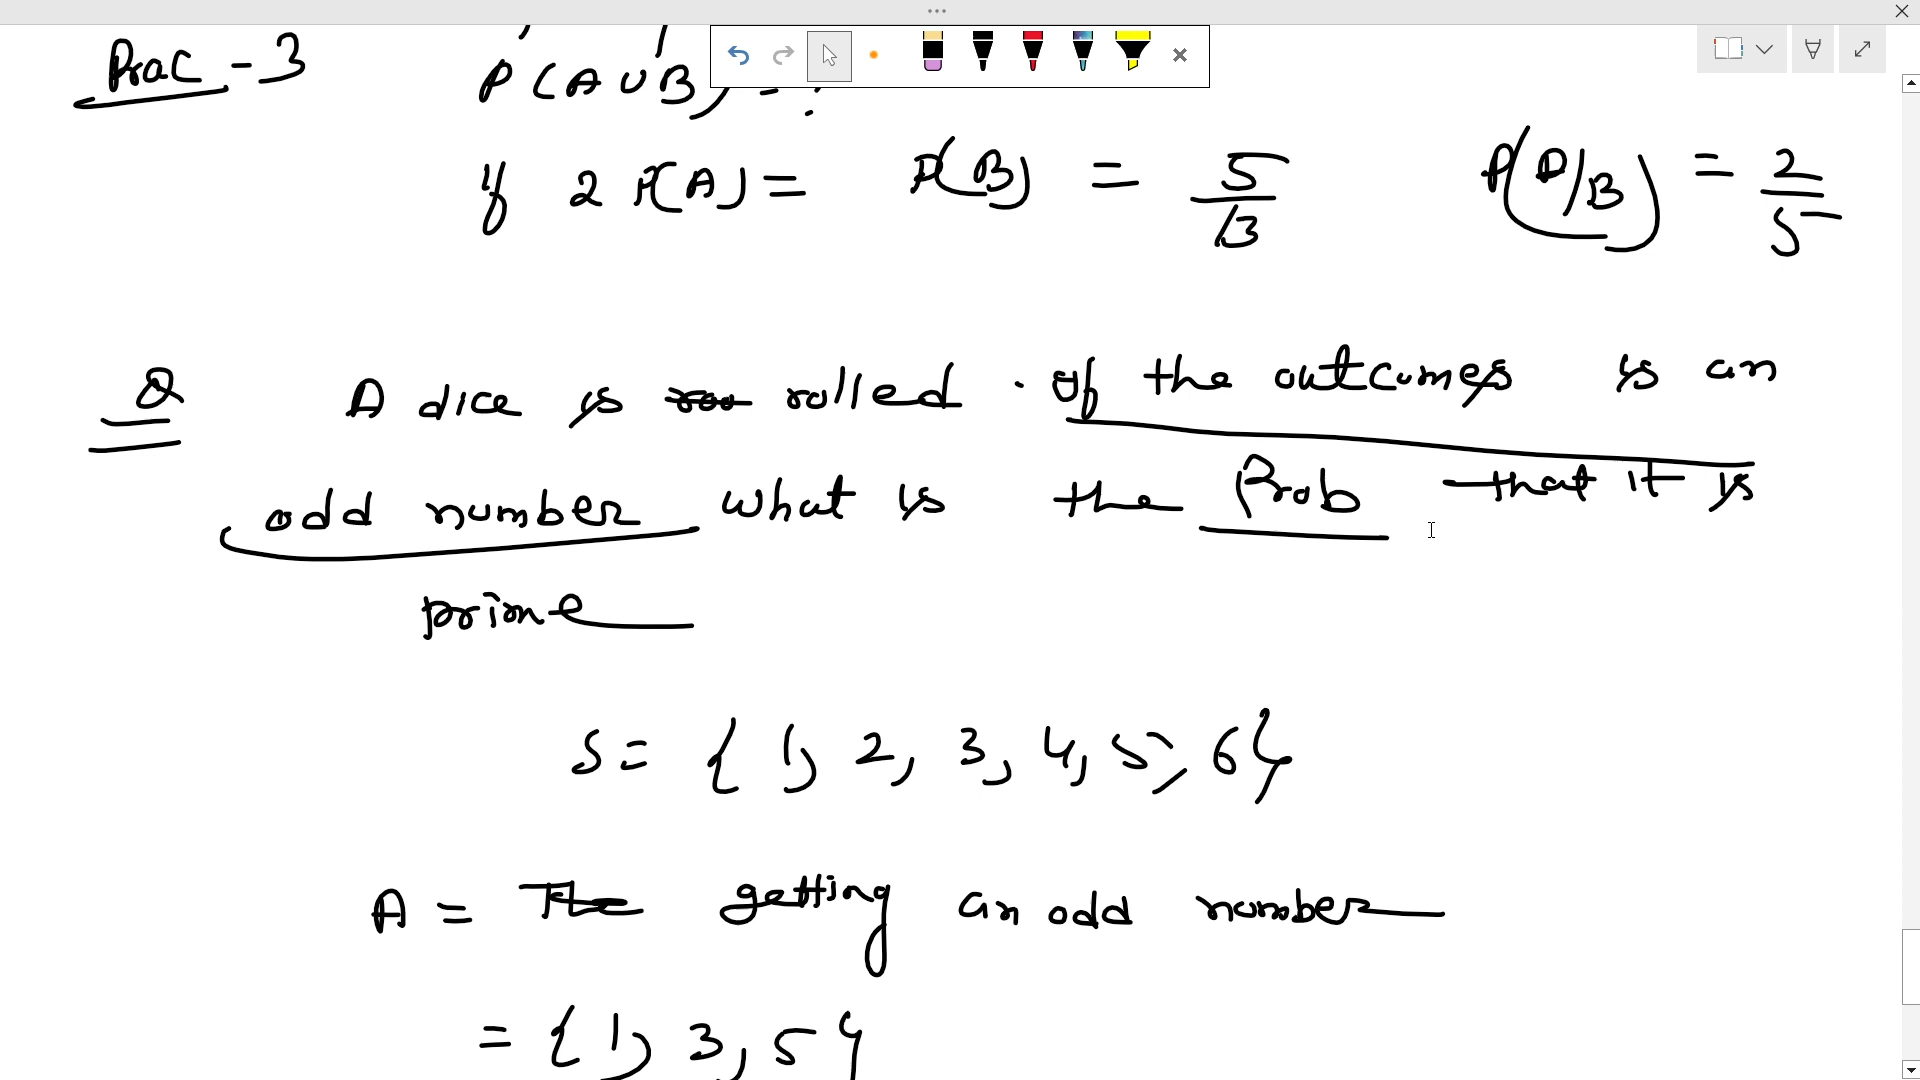 Prac - 3
P(A∪B) = ?
if 2 P(A) = P(B) = 5/13 P(A/B) = 2/5
Q A dice is rolled . of the outcomes is an
odd number what is the Prob that it is
prime
S = { 1, 2, 3, 4, 5, 6}
A = The getting an odd number
= { 1, 3, 5 }